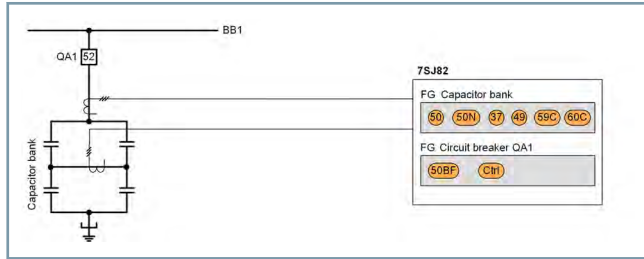 BB1
QA1 52
7SJ82
FG Capacitor bank
50 50N 37 49 59C 60C
FG Circuit breaker QA1
50BF Ctrl
Capacitor bank